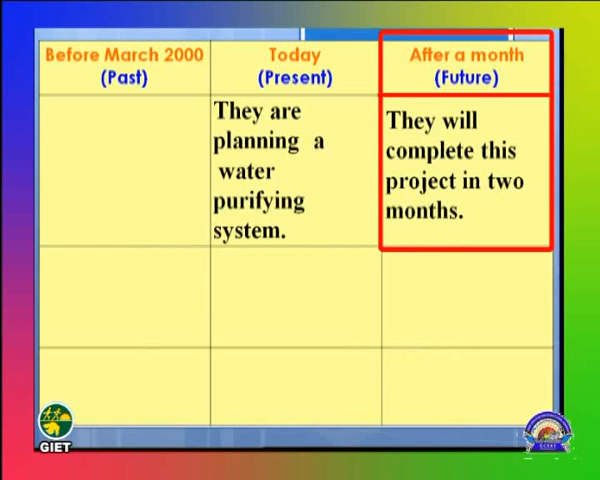 Before March 2000
(Past)
Today
(Present)
After a month
(Future)
They are
planning a
water
purifying
system.
They will
complete this
project in two
months.
GIET